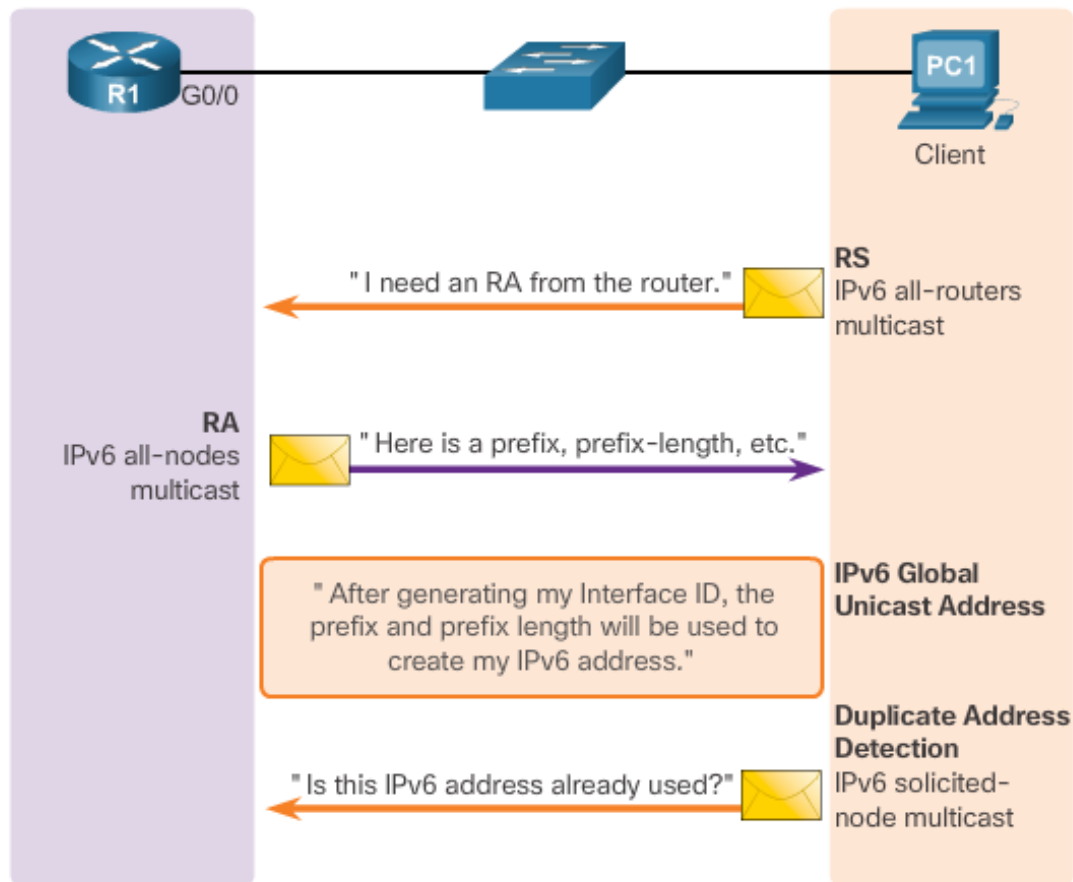 R1
G0/0
PC1
Client
" I need an RA from the router."
RS
IPv6 all-routers
multicast
RA
IPv6 all-nodes
multicast
" Here is a prefix, prefix-length, etc."
" After generating my Interface ID, the
prefix and prefix length will be used to
create my IPv6 address."
IPv6 Global
Unicast Address
" Is this IPv6 address already used?"
Duplicate Address
Detection
IPv6 solicited-
node multicast